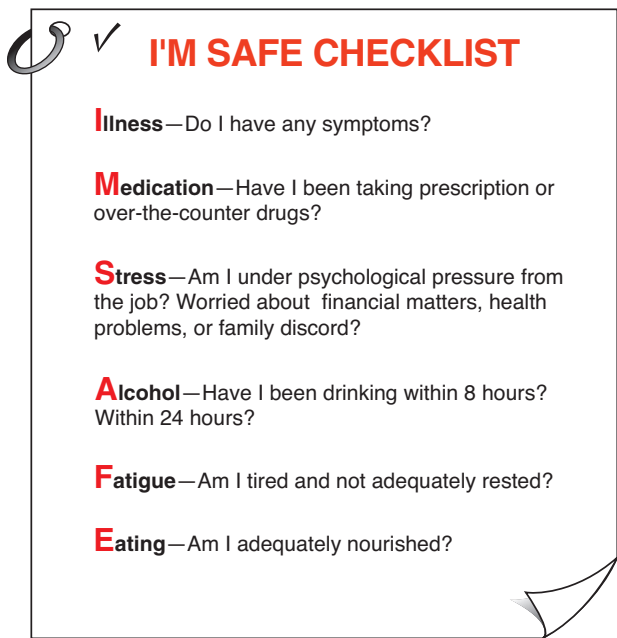 I'M SAFE CHECKLIST
Illness—Do I have any symptoms?
Medication—Have I been taking prescription or
over-the-counter drugs?
Stress—Am I under psychological pressure from
the job? Worried about  financial matters, health
problems, or family discord?
Alcohol—Have I been drinking within 8 hours?
Within 24 hours?
Fatigue—Am I tired and not adequately rested?
Eating—Am I adequately nourished?